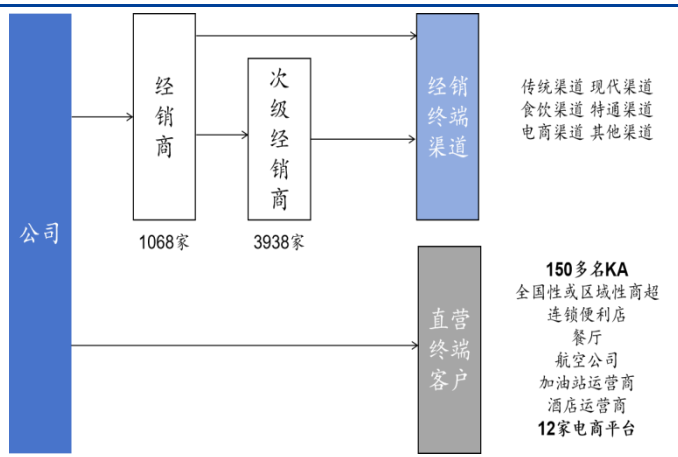 公司
经销商
1068家
次级经销商
3938家
经销
终端
渠道
传统渠道 现代渠道
食饮渠道 特通渠道
电商渠道 其他渠道
直营
终端
客户
150多名KA
全国性或区域性商超
连锁便利店
餐厅
航空公司
加油站运营商
酒店运营商
12家电商平台